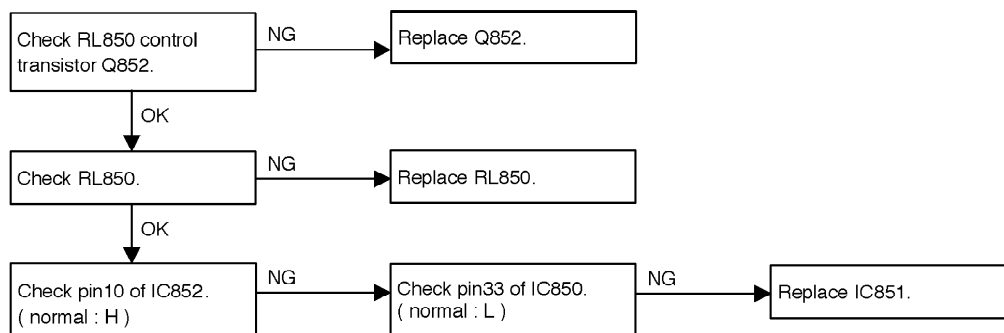 Check RL850 control
transistor Q852.
NG
Replace Q852.
OK
Check RL850.
NG
Replace RL850.
OK
Check pin10 of IC852.
( normal : H )
NG
Check pin33 of IC850.
( normal : L )
NG
Replace IC851.